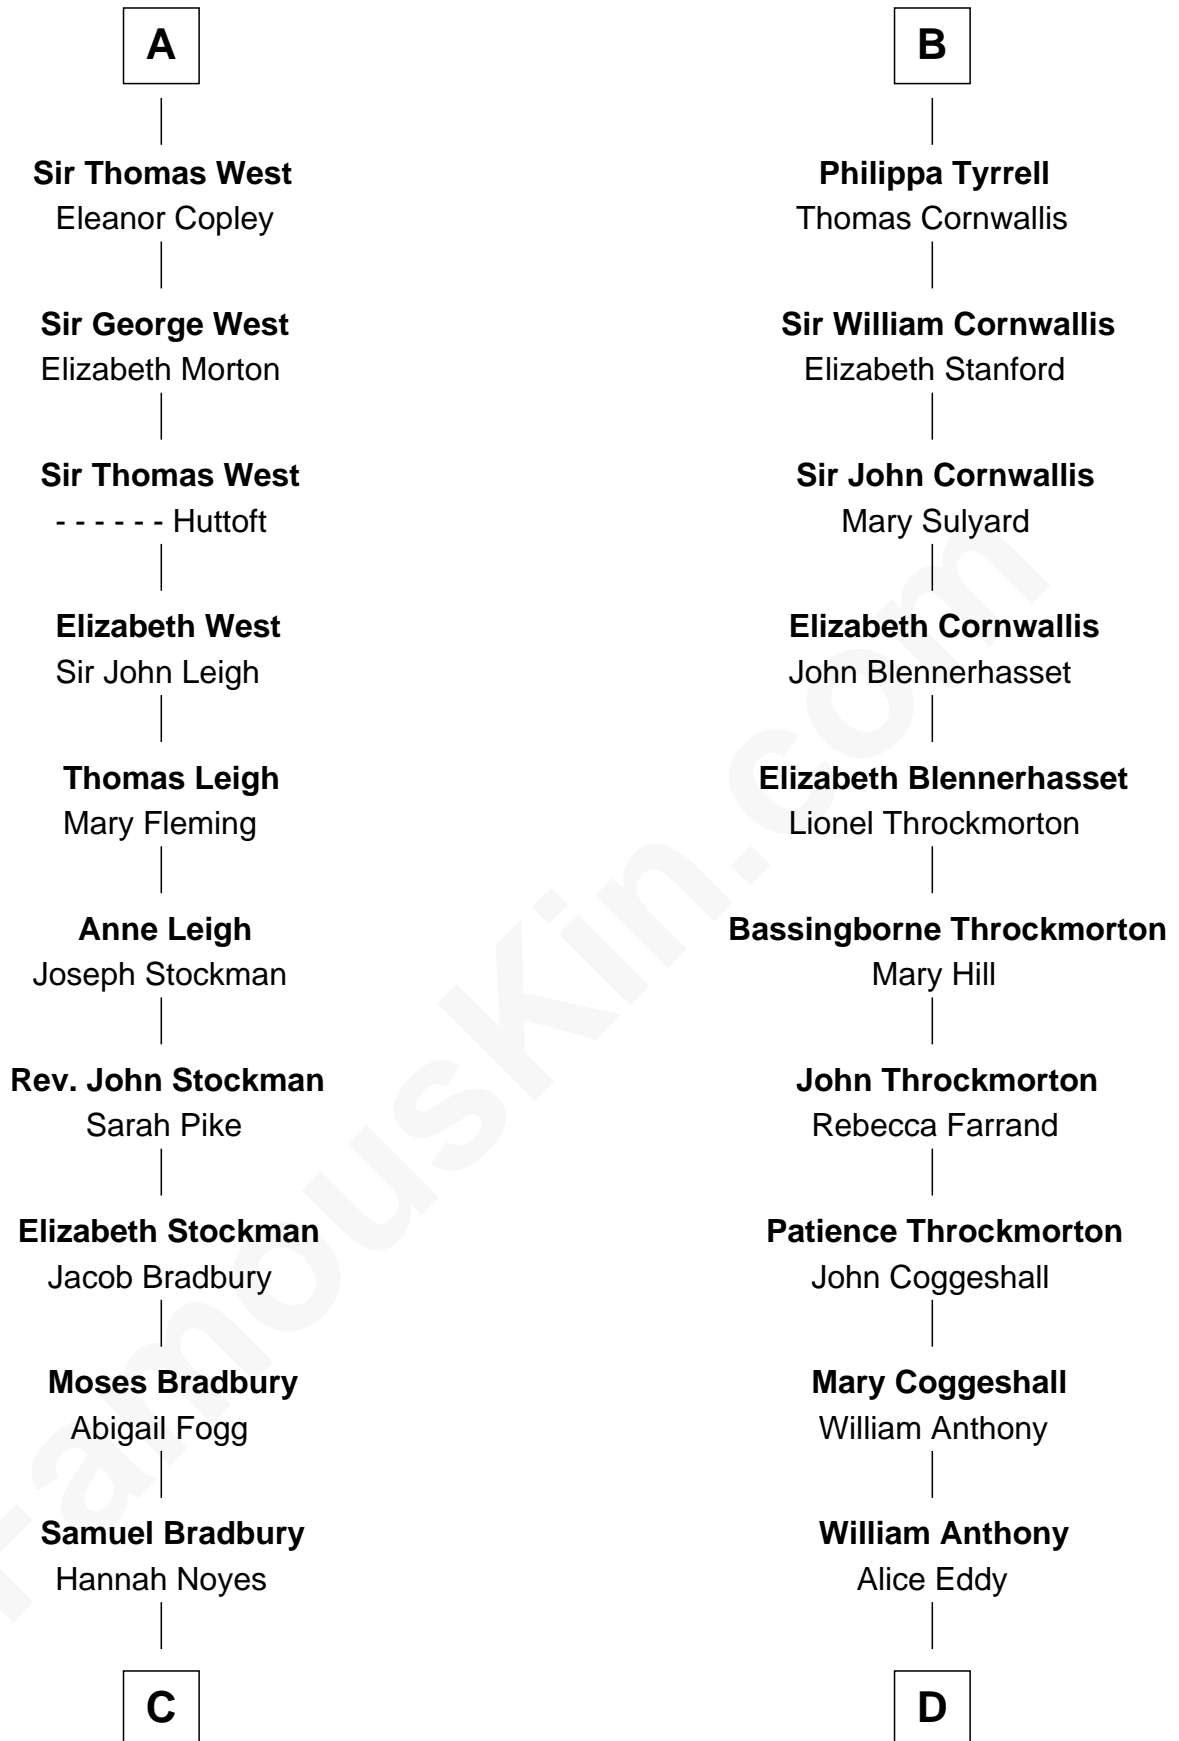 A
Sir Thomas West
Eleanor Copley
Sir George West
Elizabeth Morton
Sir Thomas West
- - - - - - Huttoft
Elizabeth West
Sir John Leigh
Thomas Leigh
Mary Fleming
Anne Leigh
Joseph Stockman
Rev. John Stockman
Sarah Pike
Elizabeth Stockman
Jacob Bradbury
Moses Bradbury
Abigail Fogg
Samuel Bradbury
Hannah Noyes
C
B
Philippa Tyrrell
Thomas Cornwallis
Sir William Cornwallis
Elizabeth Stanford
Sir John Cornwallis
Mary Sulyard
Elizabeth Cornwallis
John Blennerhasset
Elizabeth Blennerhasset
Lionel Throckmorton
Bassingborne Throckmorton
Mary Hill
John Throckmorton
Rebecca Farrand
Patience Throckmorton
John Coggeshall
Mary Coggeshall
William Anthony
William Anthony
Alice Eddy
D
FamousKin.com